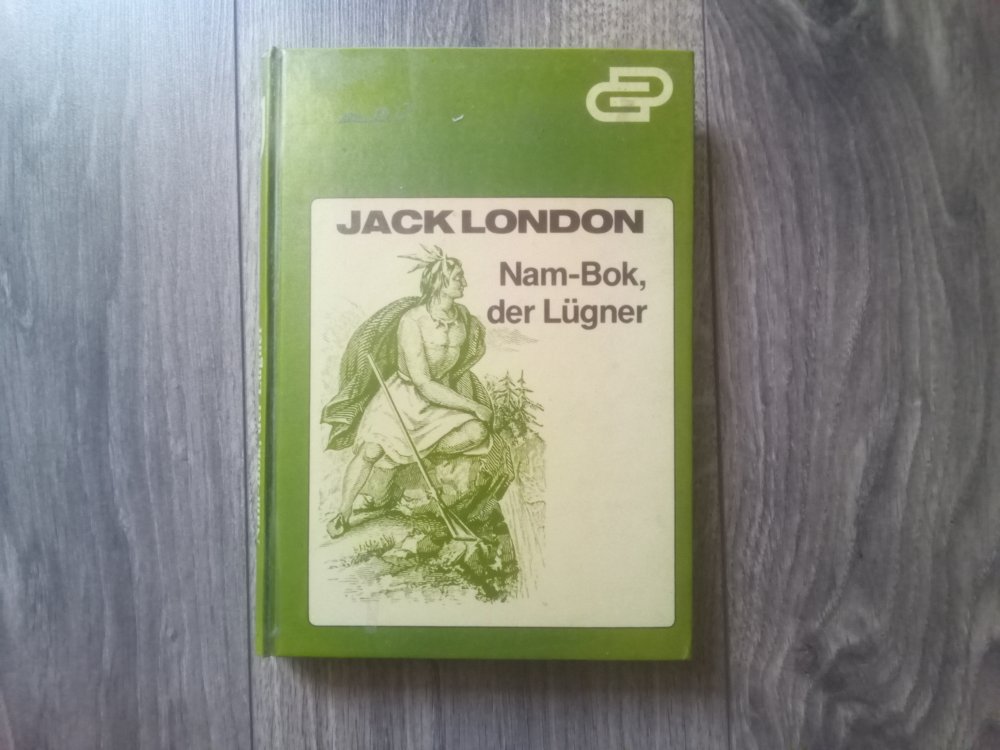 JACK LONDON
Nam-Bok,
der Lügner